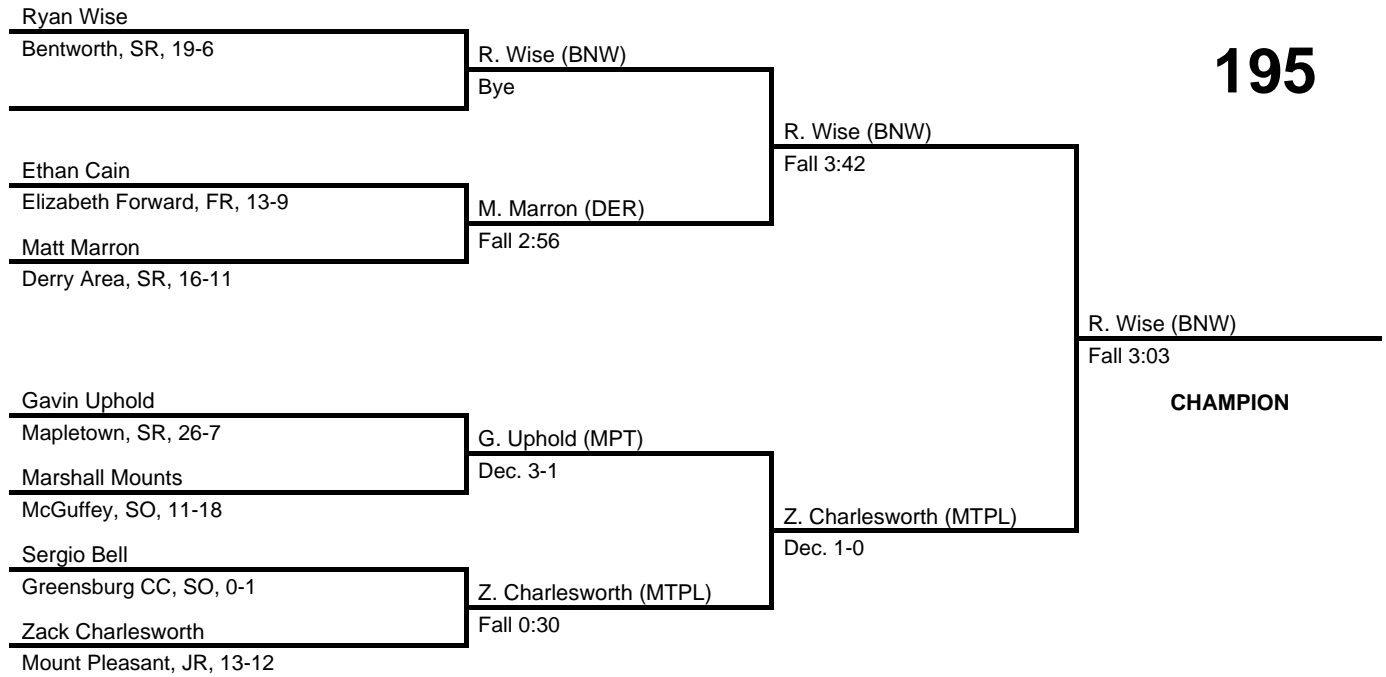 Ryan Wise
Bentworth, SR, 19-6
R. Wise (BNW)
Bye
195
R. Wise (BNW)
Fall 3:42
Ethan Cain
Elizabeth Forward, FR, 13-9
M. Marron (DER)
Fall 2:56
Matt Marron
Derry Area, SR, 16-11
R. Wise (BNW)
Fall 3:03
CHAMPION
Gavin Uphold
Mapletown, SR, 26-7
G. Uphold (MPT)
Dec. 3-1
Marshall Mounts
McGuffey, SO, 11-18
Z. Charlesworth (MTPL)
Dec. 1-0
Sergio Bell
Greensburg CC, SO, 0-1
Z. Charlesworth (MTPL)
Fall 0:30
Zack Charlesworth
Mount Pleasant, JR, 13-12